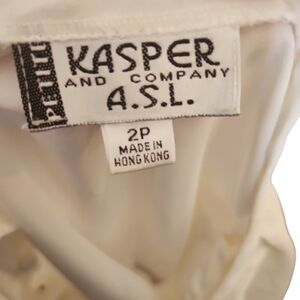 PETITE
KASPER
AND COMPANY
A.S.L.
2P
MADE IN
HONG KONG